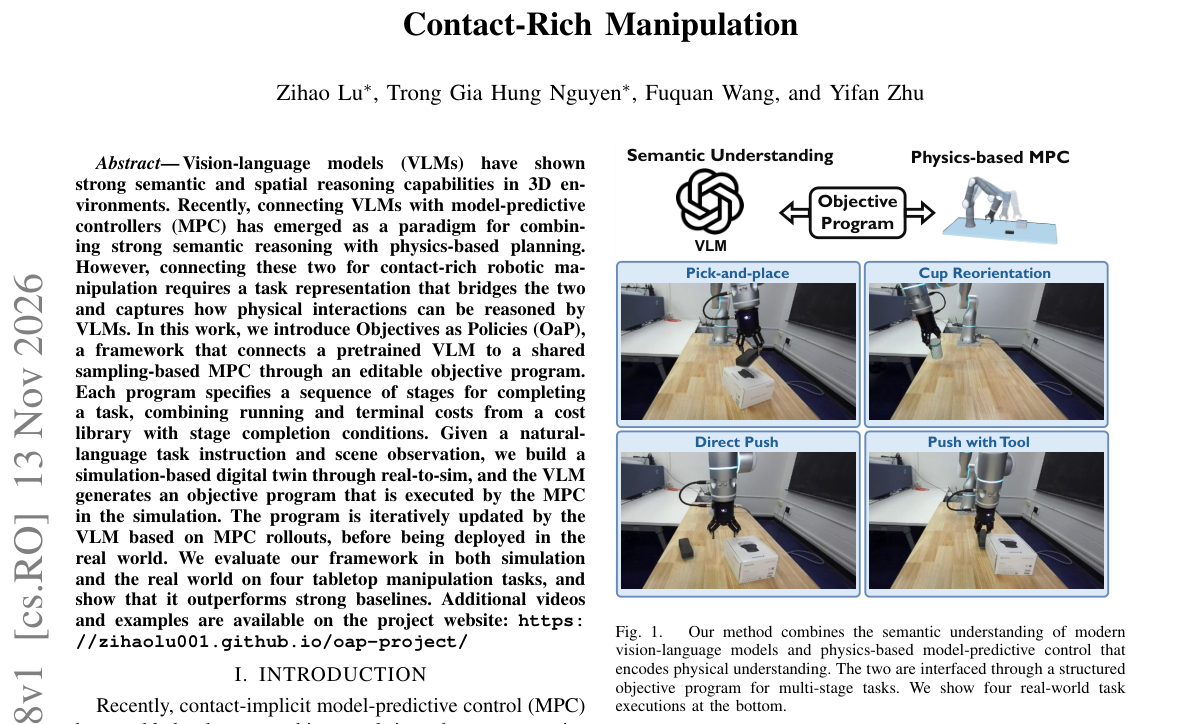 Contact-Rich Manipulation
Zihao Lu*, Trong Gia Hung Nguyen*, Fuquan Wang, and Yifan Zhu
8v1 [cs.RO] 13 Nov 2026
Abstract— Vision-language models (VLMs) have shown
strong semantic and spatial reasoning capabilities in 3D en-
vironments. Recently, connecting VLMs with model-predictive
controllers (MPC) has emerged as a paradigm for combin-
ing strong semantic reasoning with physics-based planning.
However, connecting these two for contact-rich robotic ma-
nipulation requires a task representation that bridges the two
and captures how physical interactions can be reasoned by
VLMs. In this work, we introduce Objectives as Policies (OaP),
a framework that connects a pretrained VLM to a shared
sampling-based MPC through an editable objective program.
Each program specifies a sequence of stages for completing
a task, combining running and terminal costs from a cost
library with stage completion conditions. Given a natural-
language task instruction and scene observation, we build a
simulation-based digital twin through real-to-sim, and the VLM
generates an objective program that is executed by the MPC
in the simulation. The program is iteratively updated by the
VLM based on MPC rollouts, before being deployed in the
real world. We evaluate our framework in both simulation
and the real world on four tabletop manipulation tasks, and
show that it outperforms strong baselines. Additional videos
and examples are available on the project website: https:
//zihaolu001.github.io/oap-project/
I. INTRODUCTION
Recently, contact-implicit model-predictive control (MPC)
Semantic Understanding
Physics-based MPC
Objective
Program
VLM
Pick-and-place
Cup Reorientation
Direct Push
Push with Tool
Fig. 1. Our method combines the semantic understanding of modern
vision-language models and physics-based model-predictive control that
encodes physical understanding. The two are interfaced through a structured
objective program for multi-stage tasks. We show four real-world task
executions at the bottom.